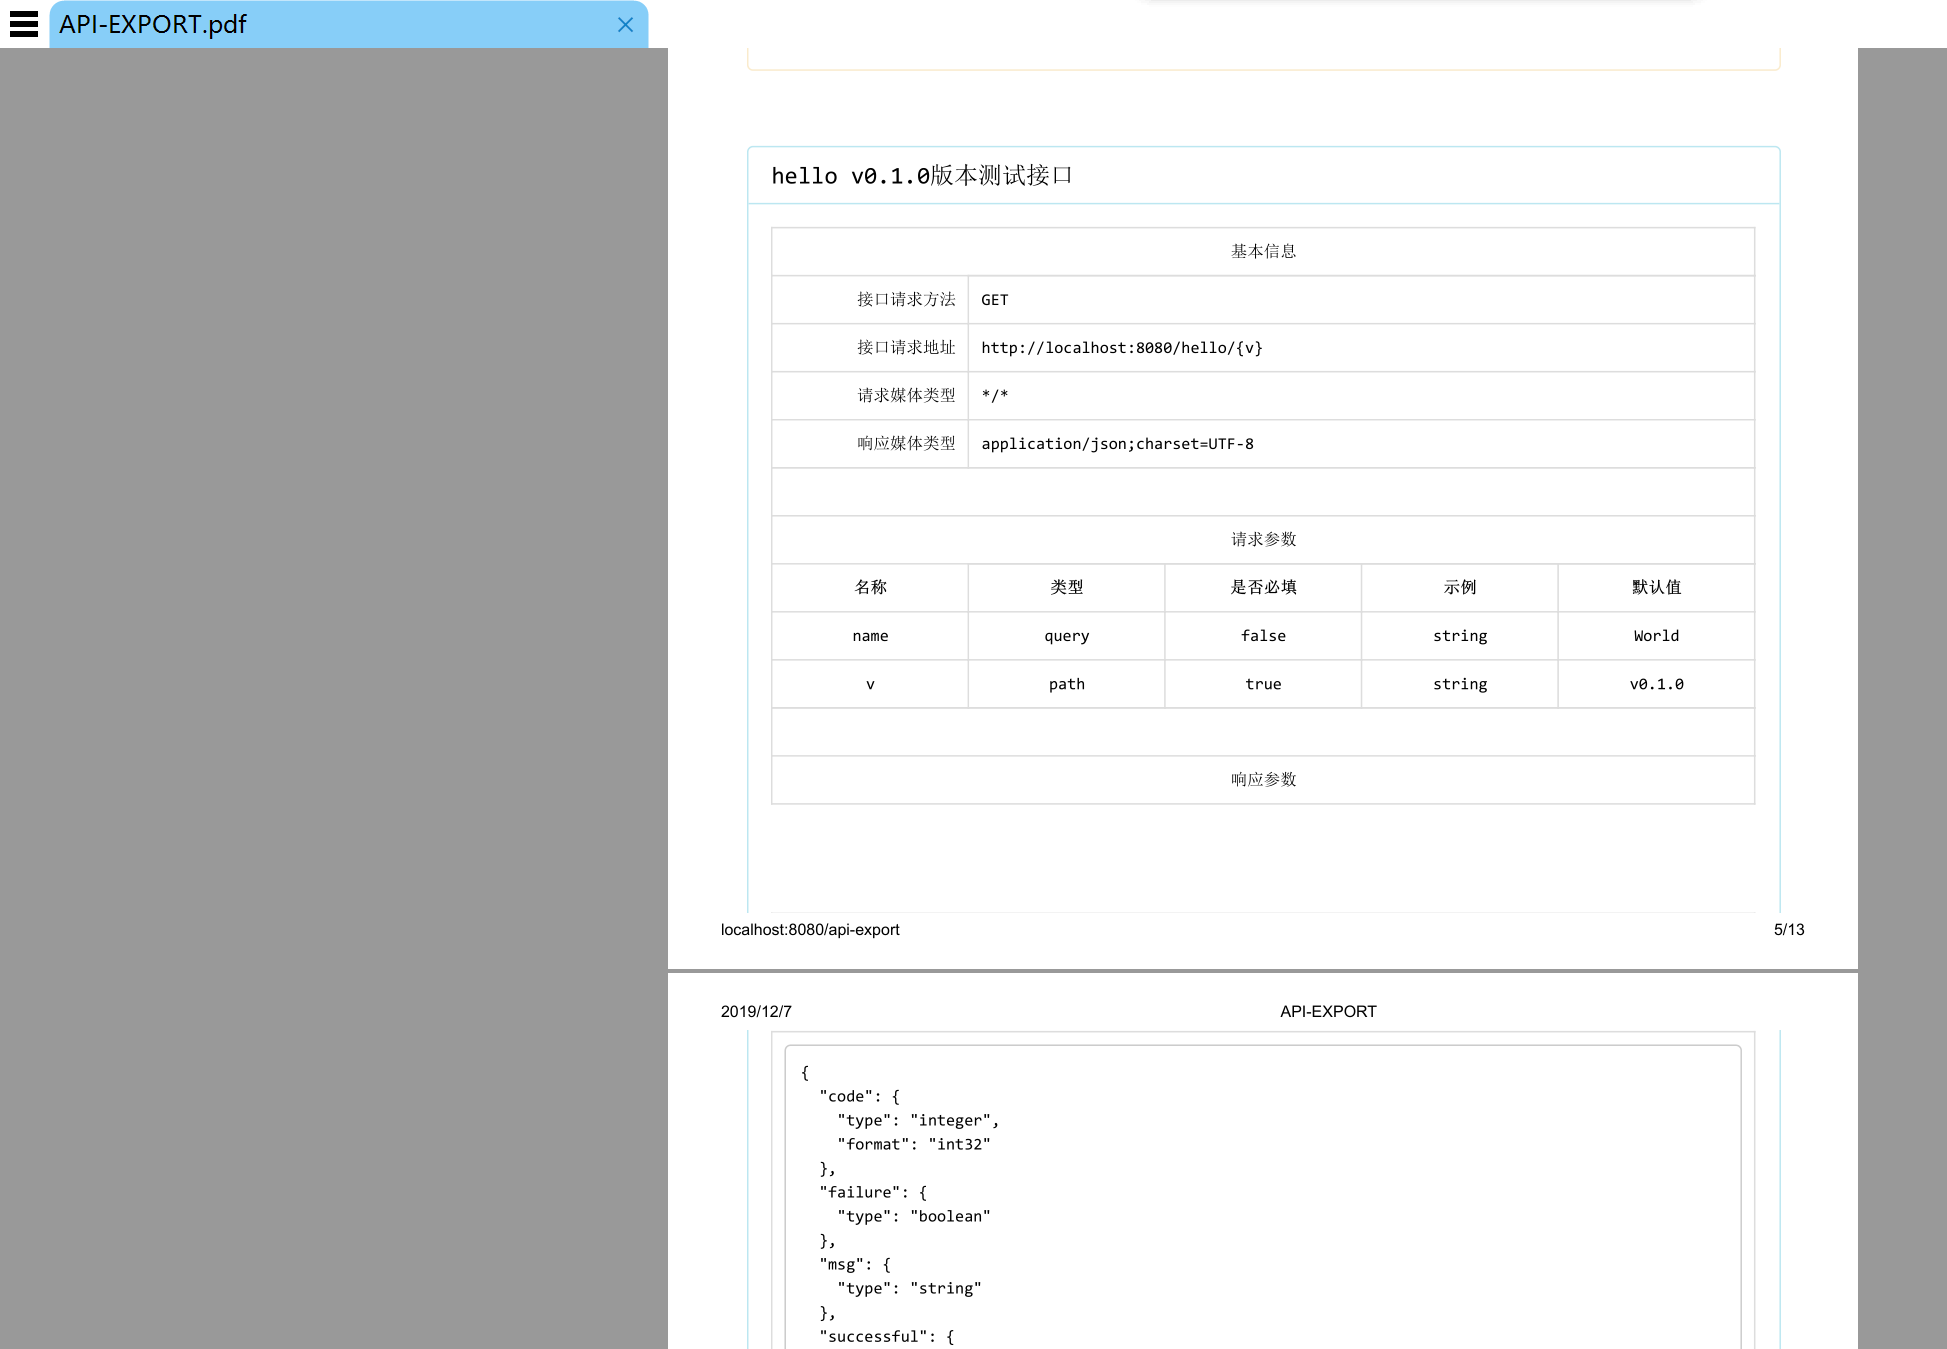 API-EXPORT.pdf
hello v0.1.0版本测试接口
基本信息
接口请求方法 GET
接口请求地址 http://localhost:8080/hello/{v}
请求媒体类型 */*
响应媒体类型 application/json;charset=UTF-8
请求参数
名称 类型 是否必填 示例 默认值
name query false string World
v path true string v0.1.0
响应参数
localhost:8080/api-export 5/13
2019/12/7 API-EXPORT
{
  "code": {
    "type": "integer",
    "format": "int32"
  },
  "failure": {
    "type": "boolean"
  },
  "msg": {
    "type": "string"
  },
  "successful": {